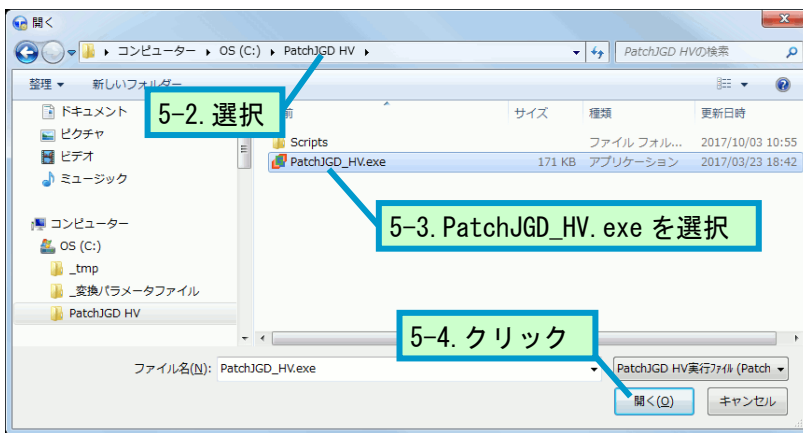 開く
コンピューター ▸ OS (C:) ▸ PatchJGD HV ▸
PatchJGD HVの検索
整理
新しいフォルダー
5-2. 選択
前
サイズ
種類
更新日時
ドキュメント
ピクチャ
ビデオ
ミュージック
コンピューター
OS (C:)
_tmp
_変換パラメータファイル
PatchJGD HV
Scripts
ファイル フォル...
2017/10/03 10:55
PatchJGD_HV.exe
171 KB
アプリケーション
2017/03/23 18:42
5-3. PatchJGD_HV.exe を選択
5-4. クリック
ファイル名(N):
PatchJGD_HV.exe
PatchJGD HV実行ファイル (Patch
開く(O)
キャンセル